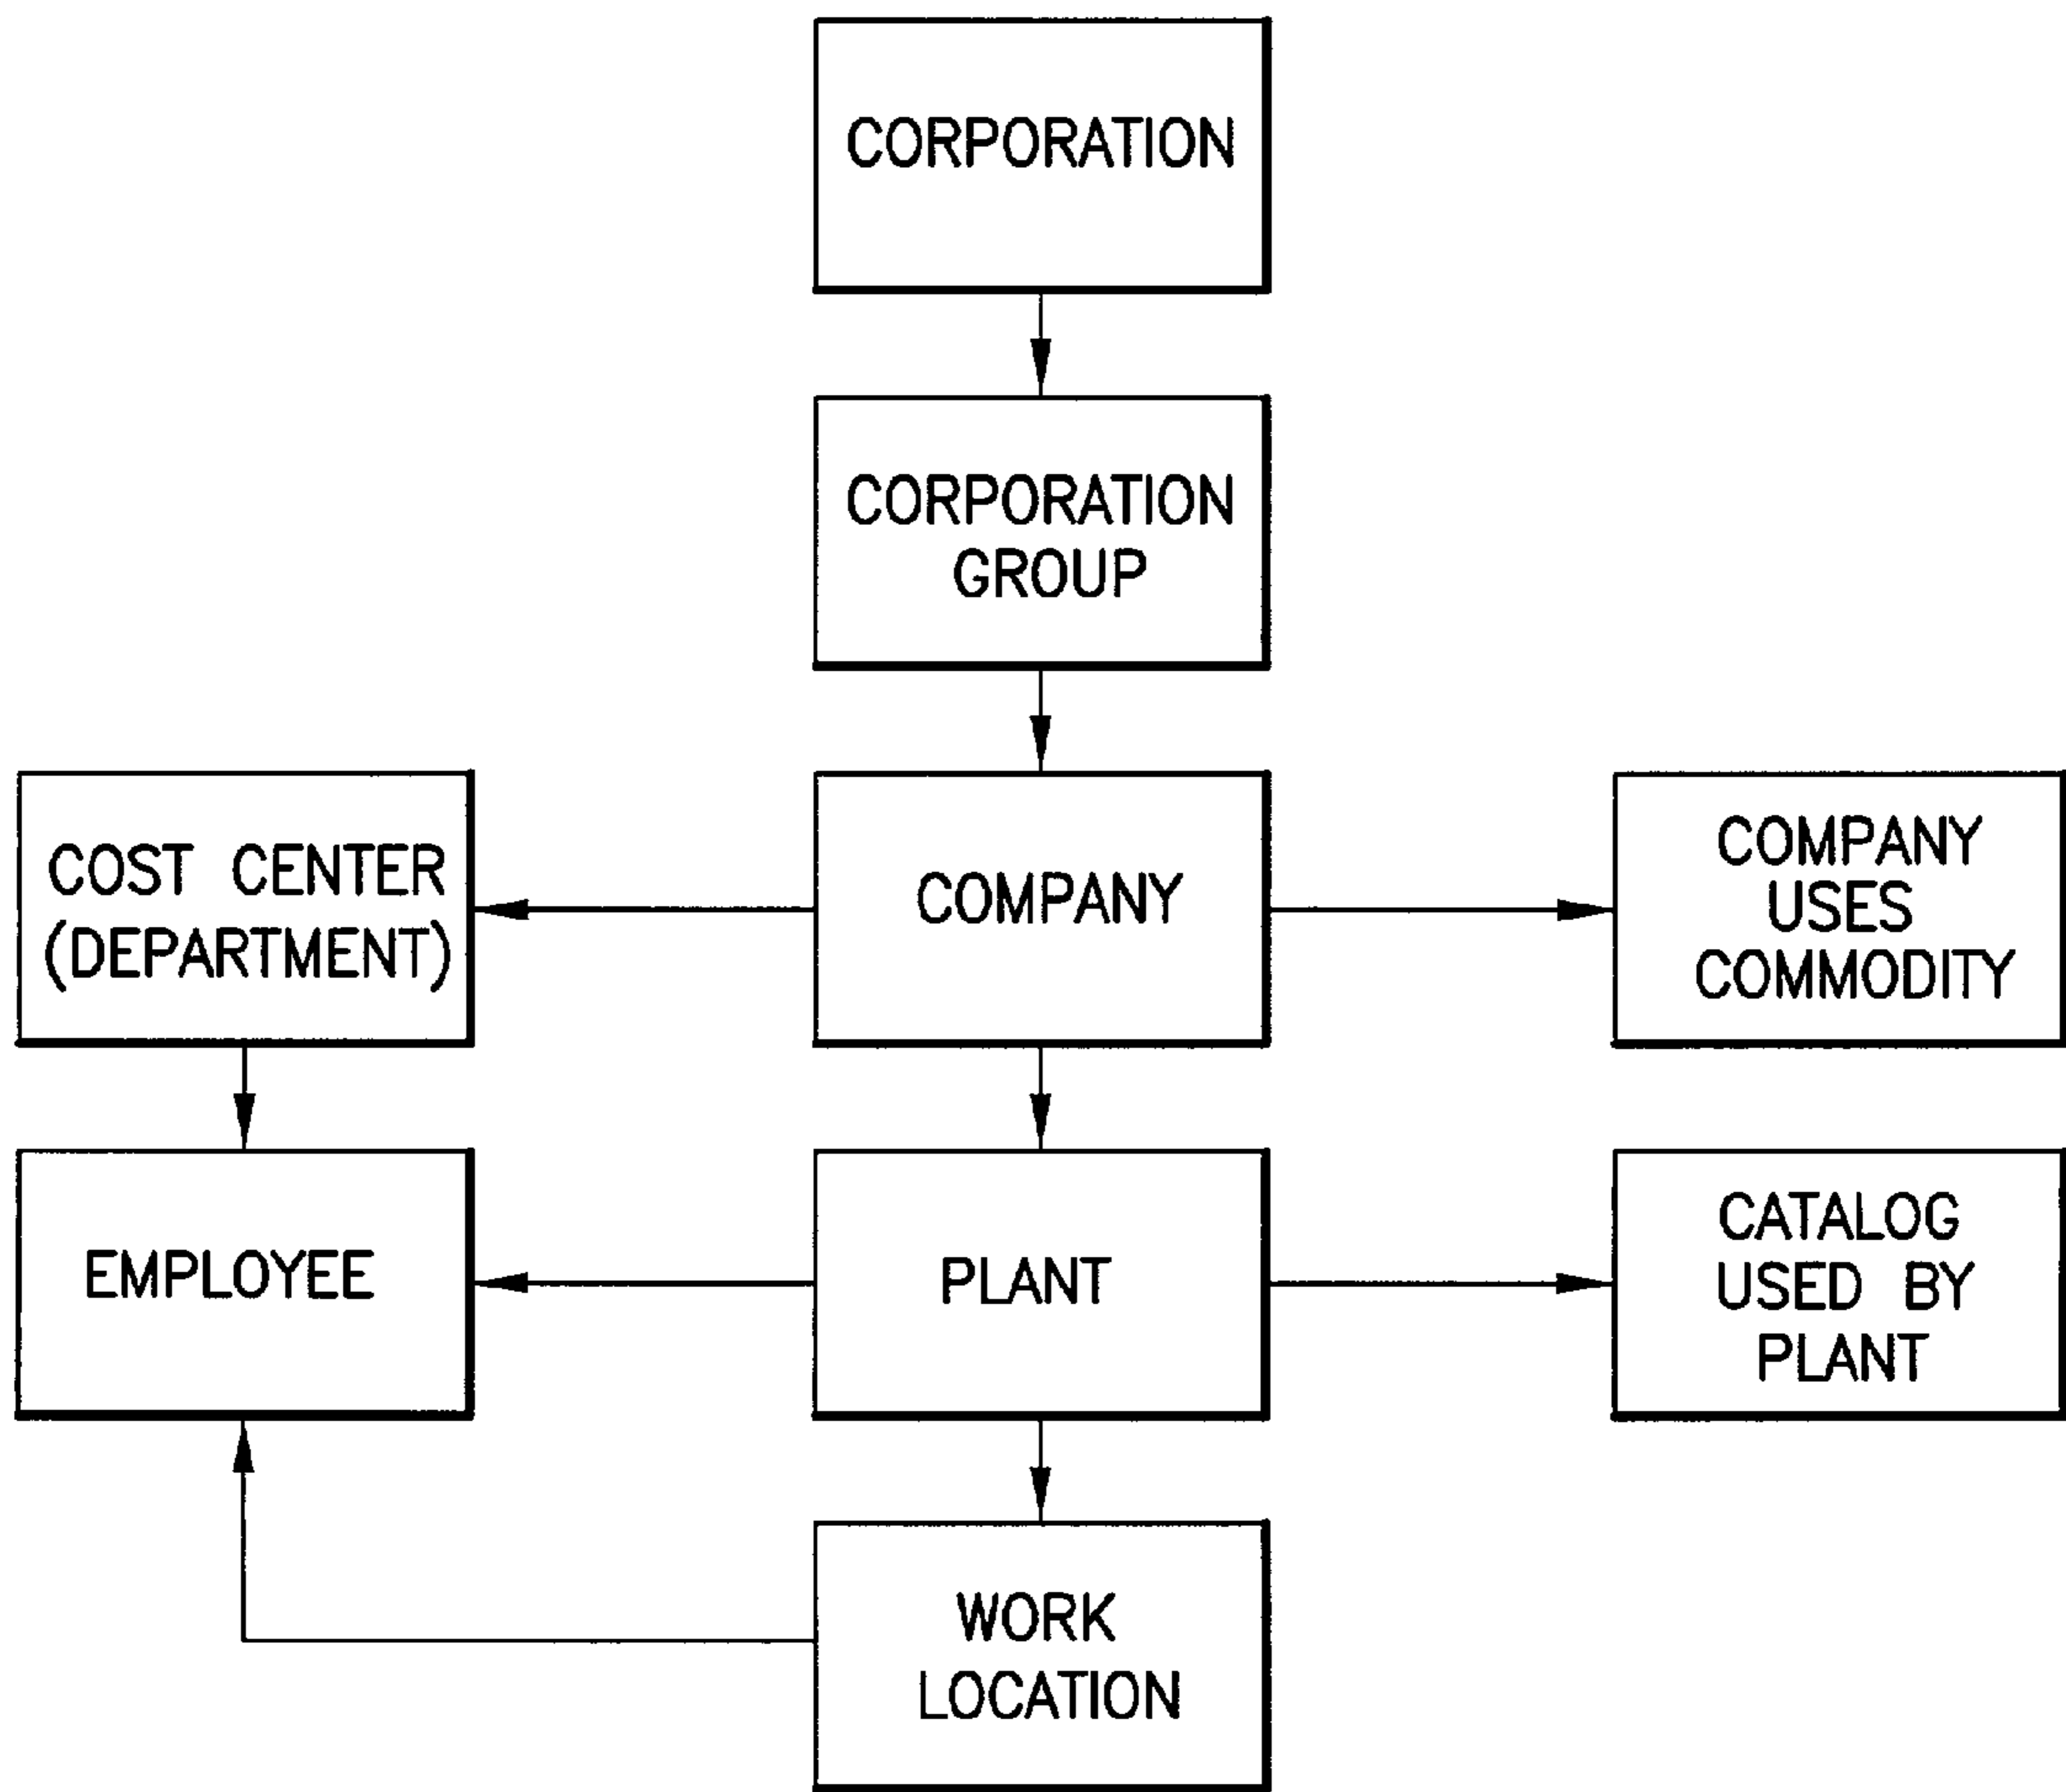 CORPORATION
CORPORATION
GROUP
COST CENTER
(DEPARTMENT)
COMPANY
COMPANY
USES
COMMODITY
EMPLOYEE
PLANT
CATALOG
USED BY
PLANT
WORK
LOCATION